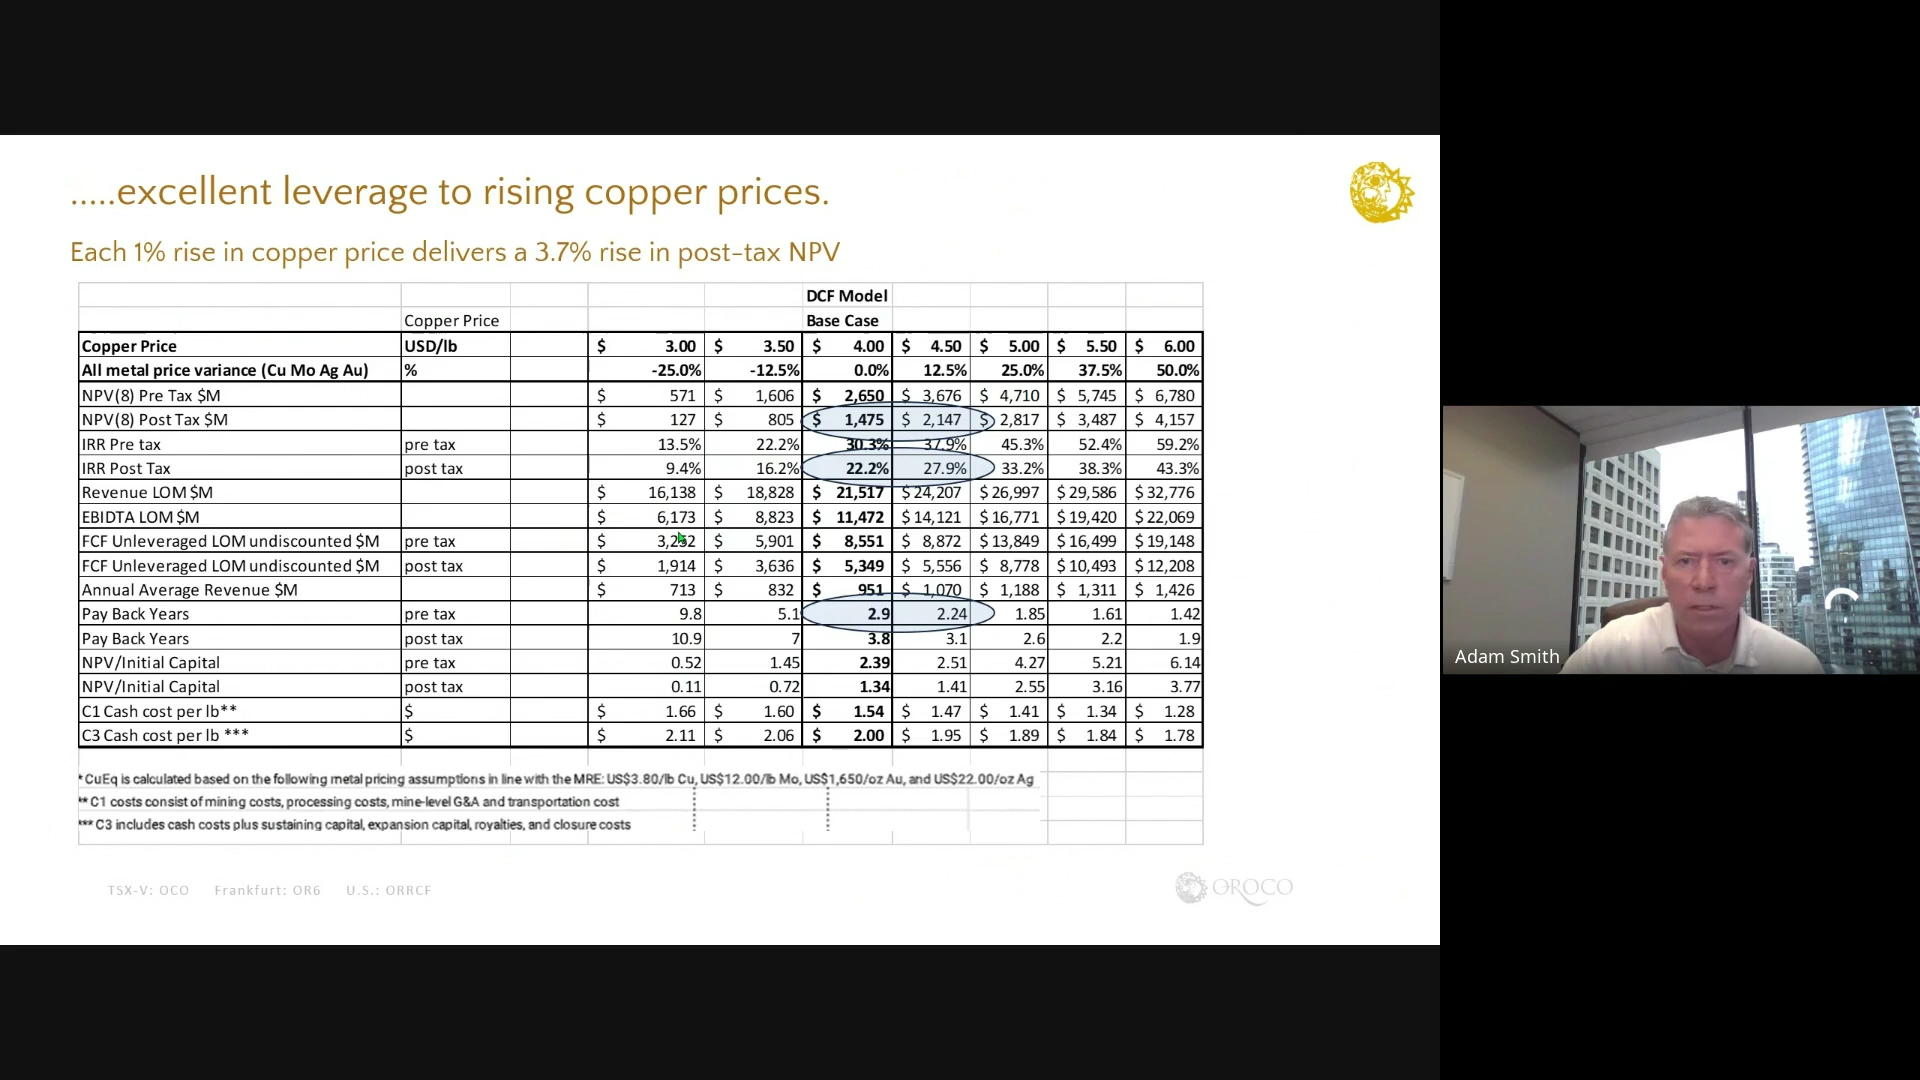 .....excellent leverage to rising copper prices.
Each 1% rise in copper price delivers a 3.7% rise in post-tax NPV
DCF Model
Copper Price Base Case
Copper Price USD/lb $ 3.00 $ 3.50 $ 4.00 $ 4.50 $ 5.00 $ 5.50 $ 6.00
All metal price variance (Cu Mo Ag Au) % -25.0% -12.5% 0.0% 12.5% 25.0% 37.5% 50.0%
NPV(8) Pre Tax $M $ 571 $ 1,606 $ 2,650 $ 3,676 $ 4,710 $ 5,745 $ 6,780
NPV(8) Post Tax $M $ 127 $ 805 $ 1,475 $ 2,147 $ 2,817 $ 3,487 $ 4,157
IRR Pre tax pre tax 13.5% 22.2% 30.3% 37.9% 45.3% 52.4% 59.2%
IRR Post Tax post tax 9.4% 16.2% 22.2% 27.9% 33.2% 38.3% 43.3%
Revenue LOM $M $ 16,138 $ 18,828 $ 21,517 $ 24,207 $ 26,997 $ 29,586 $ 32,776
EBIDTA LOM $M $ 6,173 $ 8,823 $ 11,472 $ 14,121 $ 16,771 $ 19,420 $ 22,069
FCF Unleveraged LOM undiscounted $M pre tax $ 3,252 $ 5,901 $ 8,551 $ 8,872 $ 13,849 $ 16,499 $ 19,148
FCF Unleveraged LOM undiscounted $M post tax $ 1,914 $ 3,636 $ 5,349 $ 5,556 $ 8,778 $ 10,493 $ 12,208
Annual Average Revenue $M $ 713 $ 832 $ 951 $ 1,070 $ 1,188 $ 1,311 $ 1,426
Pay Back Years pre tax 9.8 5.1 2.9 2.24 1.85 1.61 1.42
Pay Back Years post tax 10.9 7 3.8 3.1 2.6 2.2 1.9
NPV/Initial Capital pre tax 0.52 1.45 2.39 2.51 4.27 5.21 6.14
NPV/Initial Capital post tax 0.11 0.72 1.34 1.41 2.55 3.16 3.77
C1 Cash cost per lb** $ $ 1.66 $ 1.60 $ 1.54 $ 1.47 $ 1.41 $ 1.34 $ 1.28
C3 Cash cost per lb *** $ $ 2.11 $ 2.06 $ 2.00 $ 1.95 $ 1.89 $ 1.84 $ 1.78
* CuEq is calculated based on the following metal pricing assumptions in line with the MRE: US$3.80/lb Cu, US$12.00/lb Mo, US$1,650/oz Au, and US$22.00/oz Ag
** C1 costs consist of mining costs, processing costs, mine-level G&A and transportation cost
*** C3 includes cash costs plus sustaining capital, expansion capital, royalties, and closure costs
TSX-V: OCO Frankfurt: OR6 U.S.: ORRCF
OROCO
Adam Smith